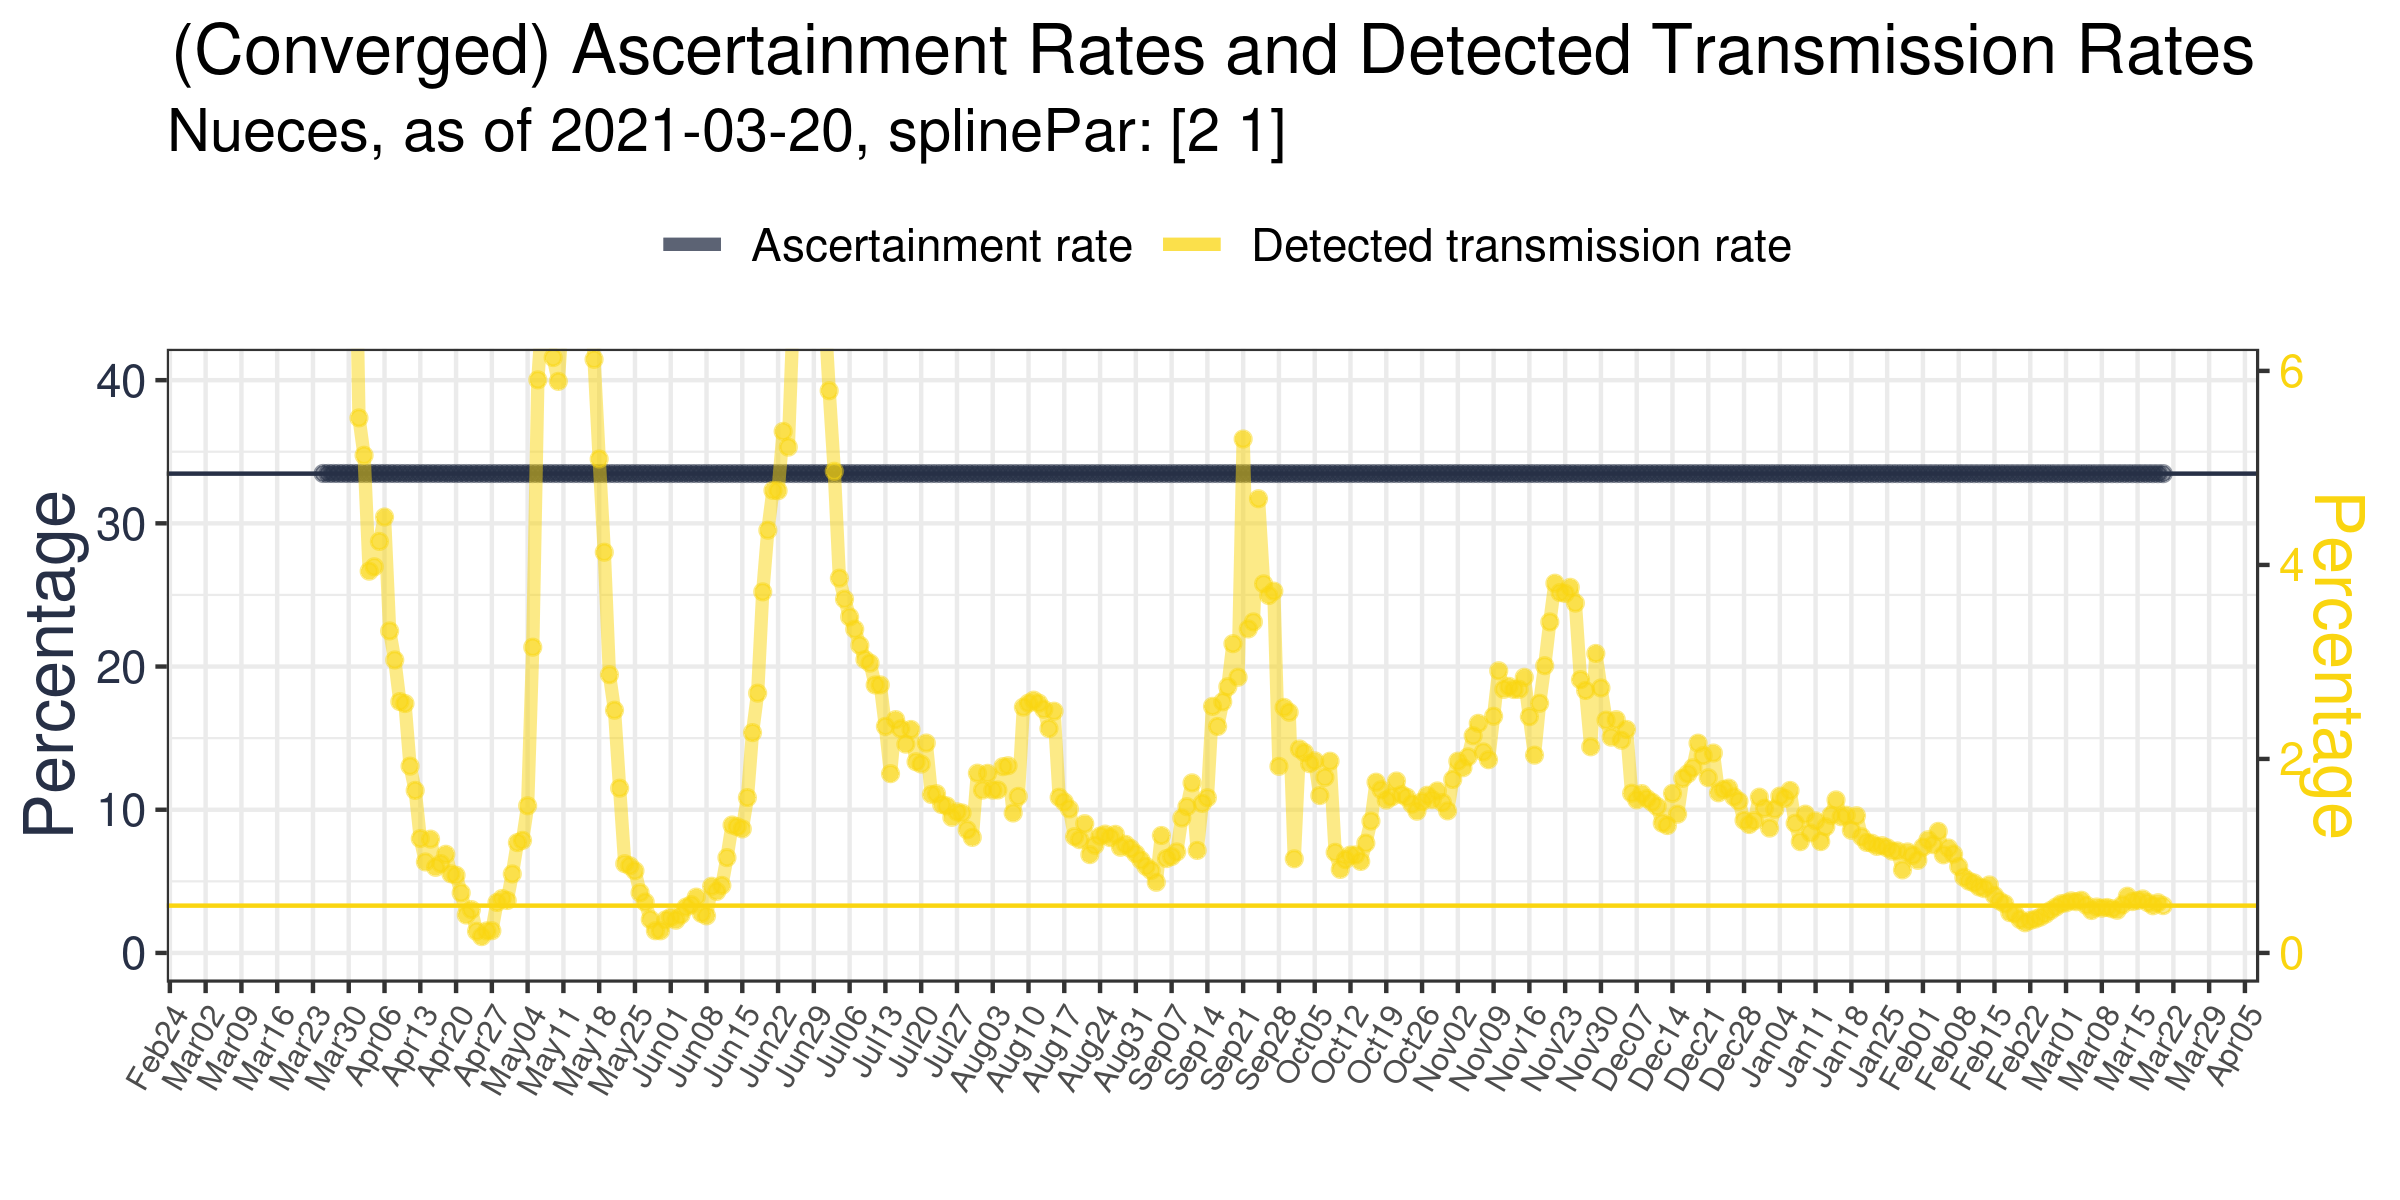 (Converged) Ascertainment Rates and Detected Transmission Rates
Nueces, as of 2021-03-20, splinePar: [2 1]
Ascertainment rate Detected transmission rate
Percentage
40
30
20
10
0
6
4
2
0
Percentage
Feb24 Mar02 Mar09 Mar16 Mar23 Mar30 Apr06 Apr13 Apr20 Apr27 May04 May11 May18 May25 Jun01 Jun08 Jun15 Jun22 Jun29 Jul06 Jul13 Jul20 Jul27 Aug03 Aug10 Aug17 Aug24 Aug31 Sep07 Sep14 Sep21 Sep28 Oct05 Oct12 Oct19 Oct26 Nov02 Nov09 Nov16 Nov23 Nov30 Dec07 Dec14 Dec21 Dec28 Jan04 Jan11 Jan18 Jan25 Feb01 Feb08 Feb15 Feb22 Mar01 Mar08 Mar15 Mar22 Mar29 Apr05